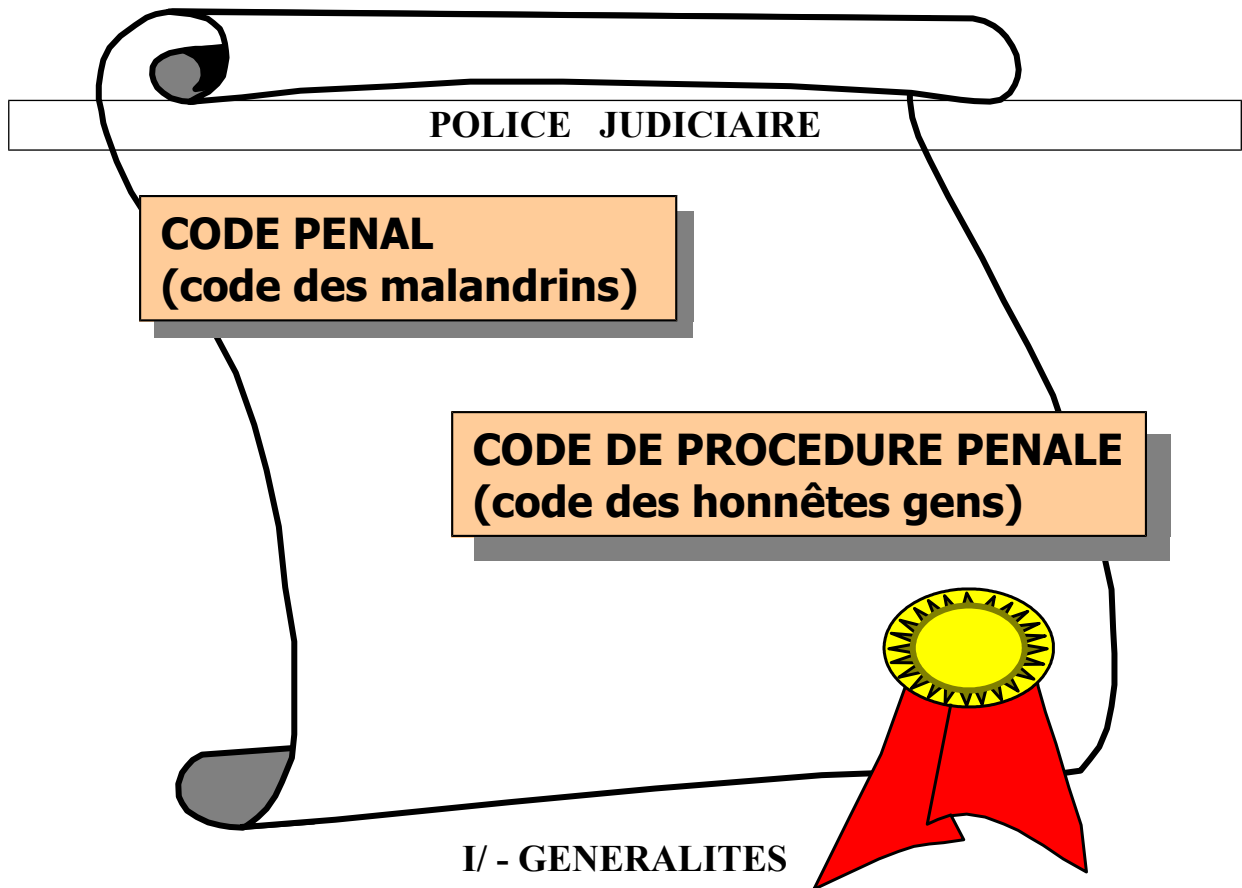 POLICE JUDICIAIRE
CODE PENAL
(code des malandrins)
CODE DE PROCEDURE PENALE
(code des honnêtes gens)
I/ - GENERALITES